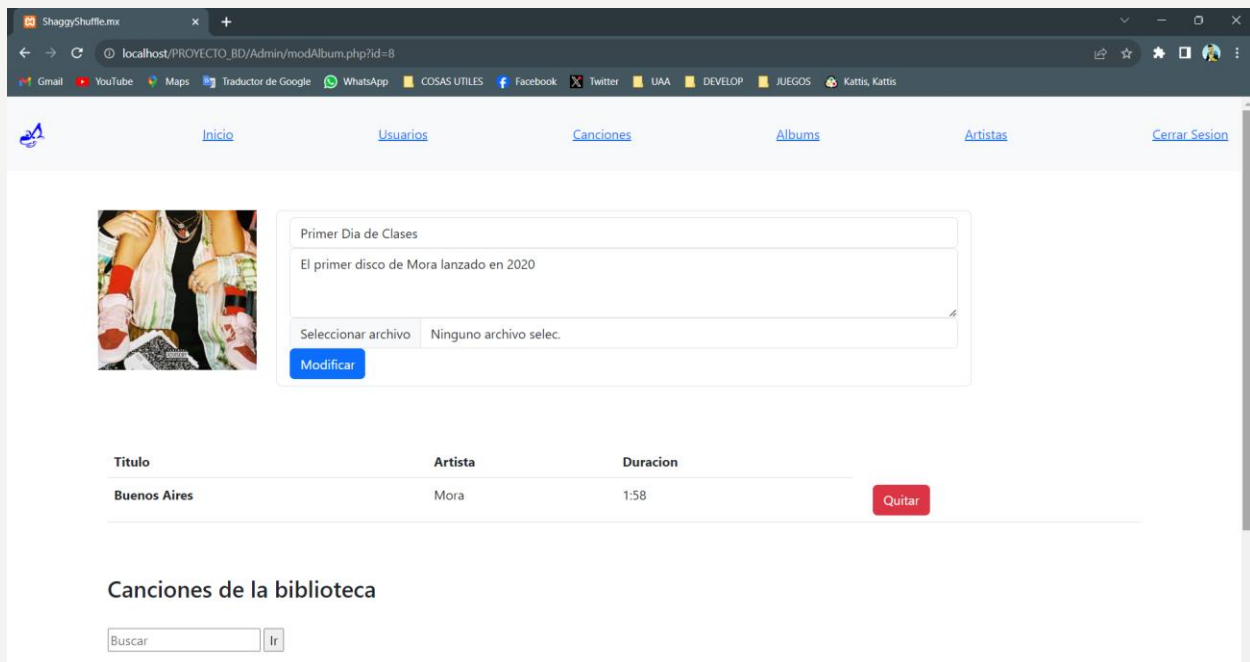 ShaggyShuffle.mx
localhost/PROYECTO_BD/Admin/modAlbum.php?id=8
Gmail YouTube Maps Traductor de Google WhatsApp COSAS UTILES Facebook Twitter UAA DEVELOP JUEGOS Kattis, Kattis
Inicio Usuarios Canciones Albums Artistas Cerrar Sesion
Primer Dia de Clases
El primer disco de Mora lanzado en 2020
Seleccionar archivo Ninguno archivo selec.
Modificar
Titulo Artista Duracion
Buenos Aires Mora 1:58 Quitar
Canciones de la biblioteca
Buscar Ir